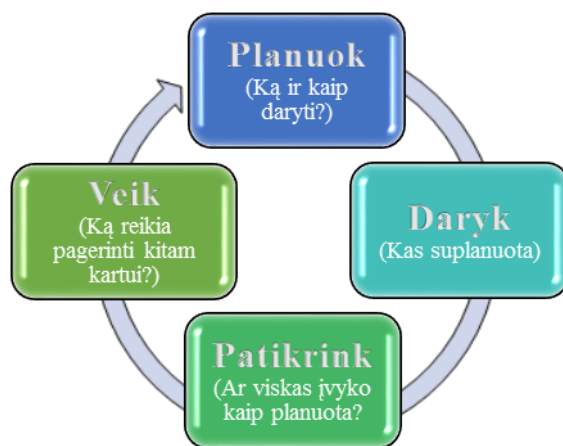 Planuok
(Ką ir kaip
daryti?)
Daryk
(Kas suplanuota)
Patikrink
(Ar viskas įvyko
kaip planuota?
Veik
(Ką reikia
pagerinti kitam
kartui?)